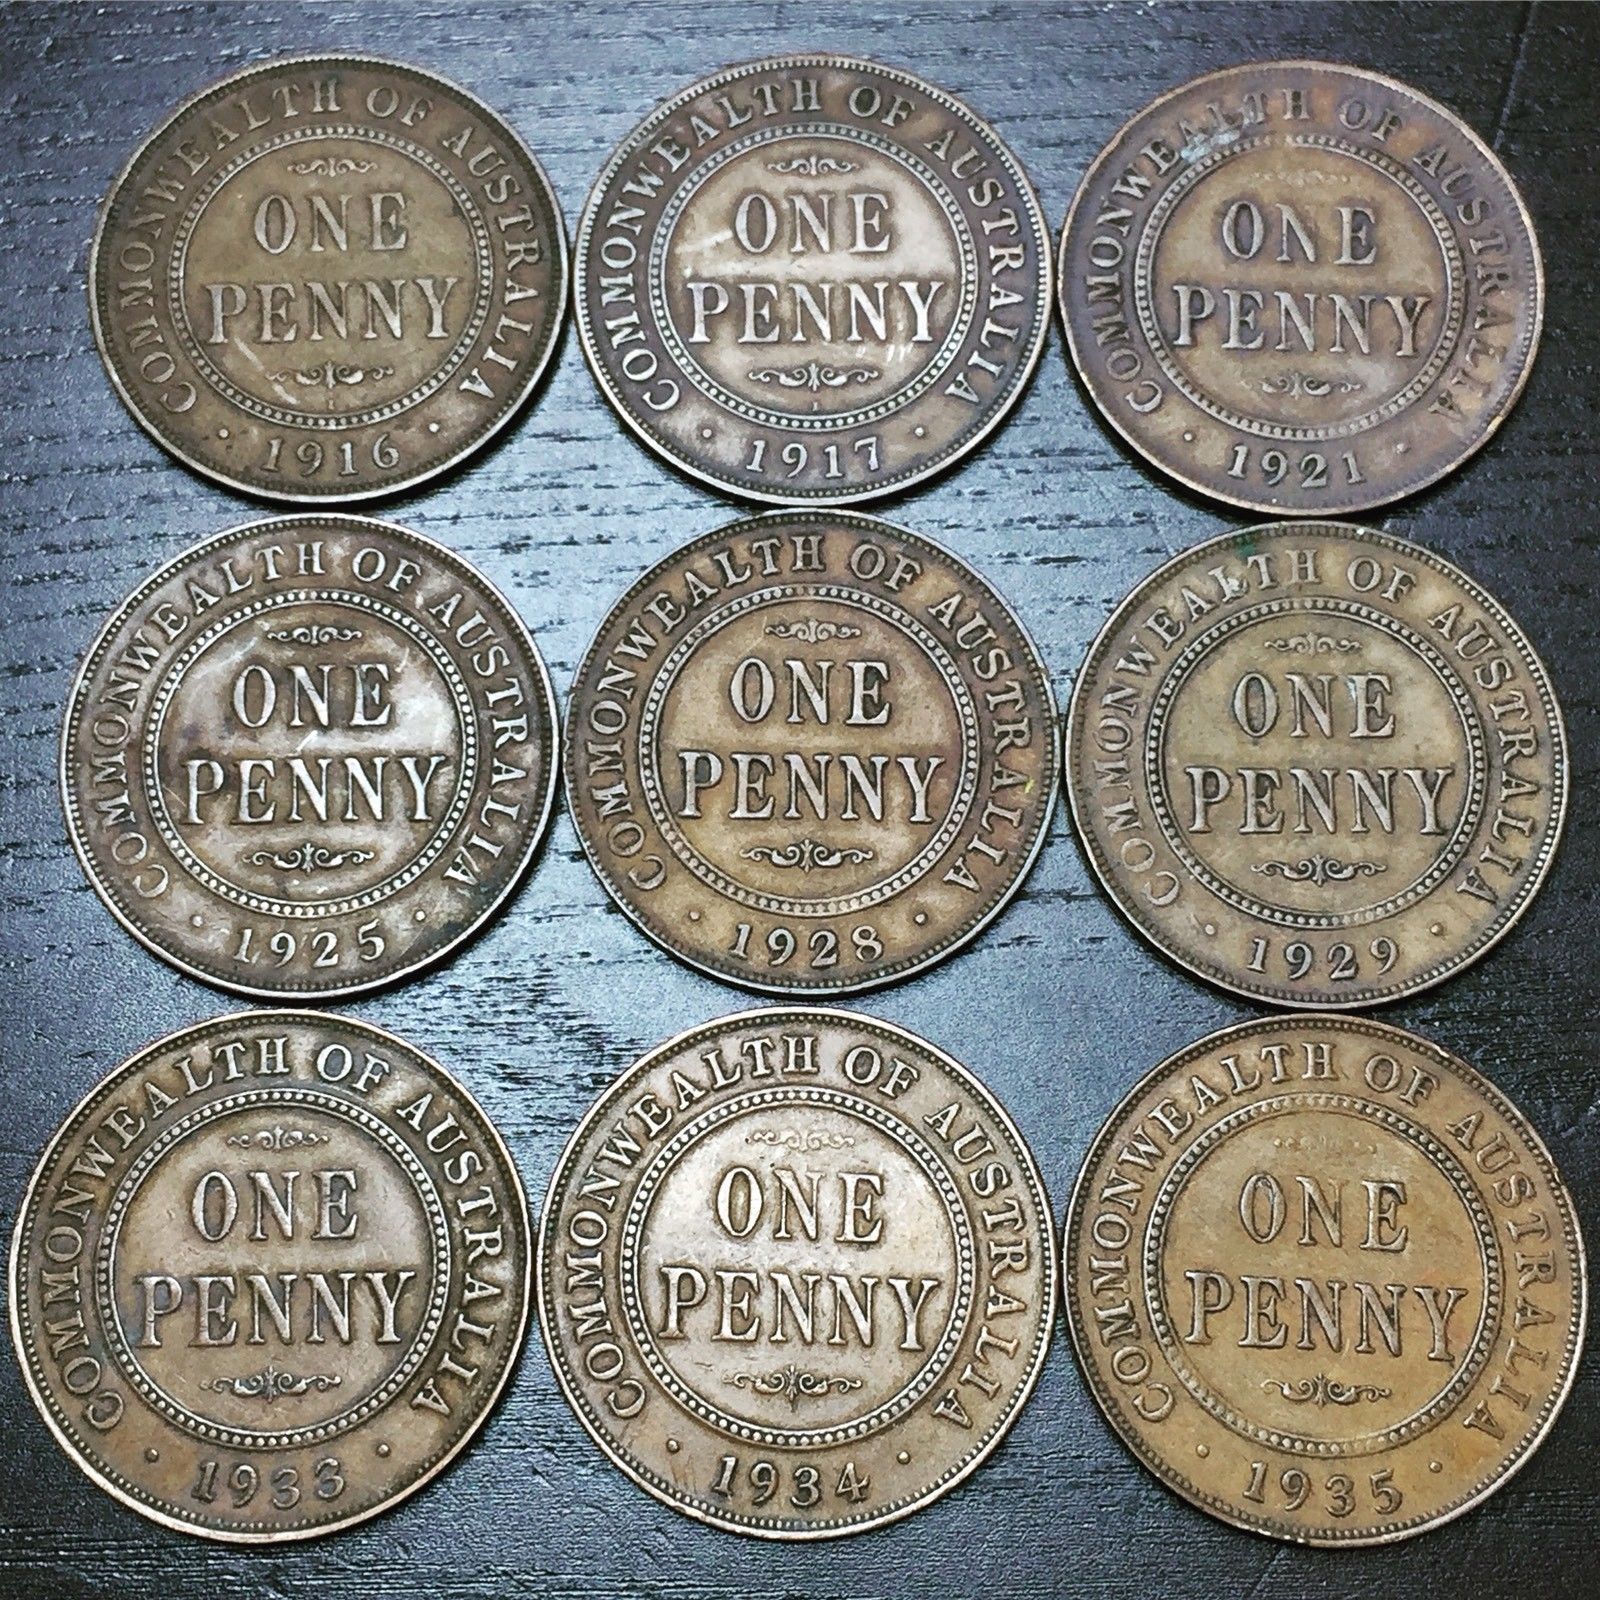 COMMONWEALTH OF AUSTRALIA
ONE
PENNY
I
· 1916 ·
COMMONWEALTH OF AUSTRALIA
ONE
PENNY
I
· 1917 ·
COMMONWEALTH OF AUSTRALIA
ONE
PENNY
· 1921 ·
COMMONWEALTH OF AUSTRALIA
ONE
PENNY
· 1925 ·
COMMONWEALTH OF AUSTRALIA
ONE
PENNY
· 1928 ·
COMMONWEALTH OF AUSTRALIA
ONE
PENNY
· 1929 ·
COMMONWEALTH OF AUSTRALIA
ONE
PENNY
· 1933 ·
COMMONWEALTH OF AUSTRALIA
ONE
PENNY
· 1934 ·
COMMONWEALTH OF AUSTRALIA
ONE
PENNY
· 1935 ·